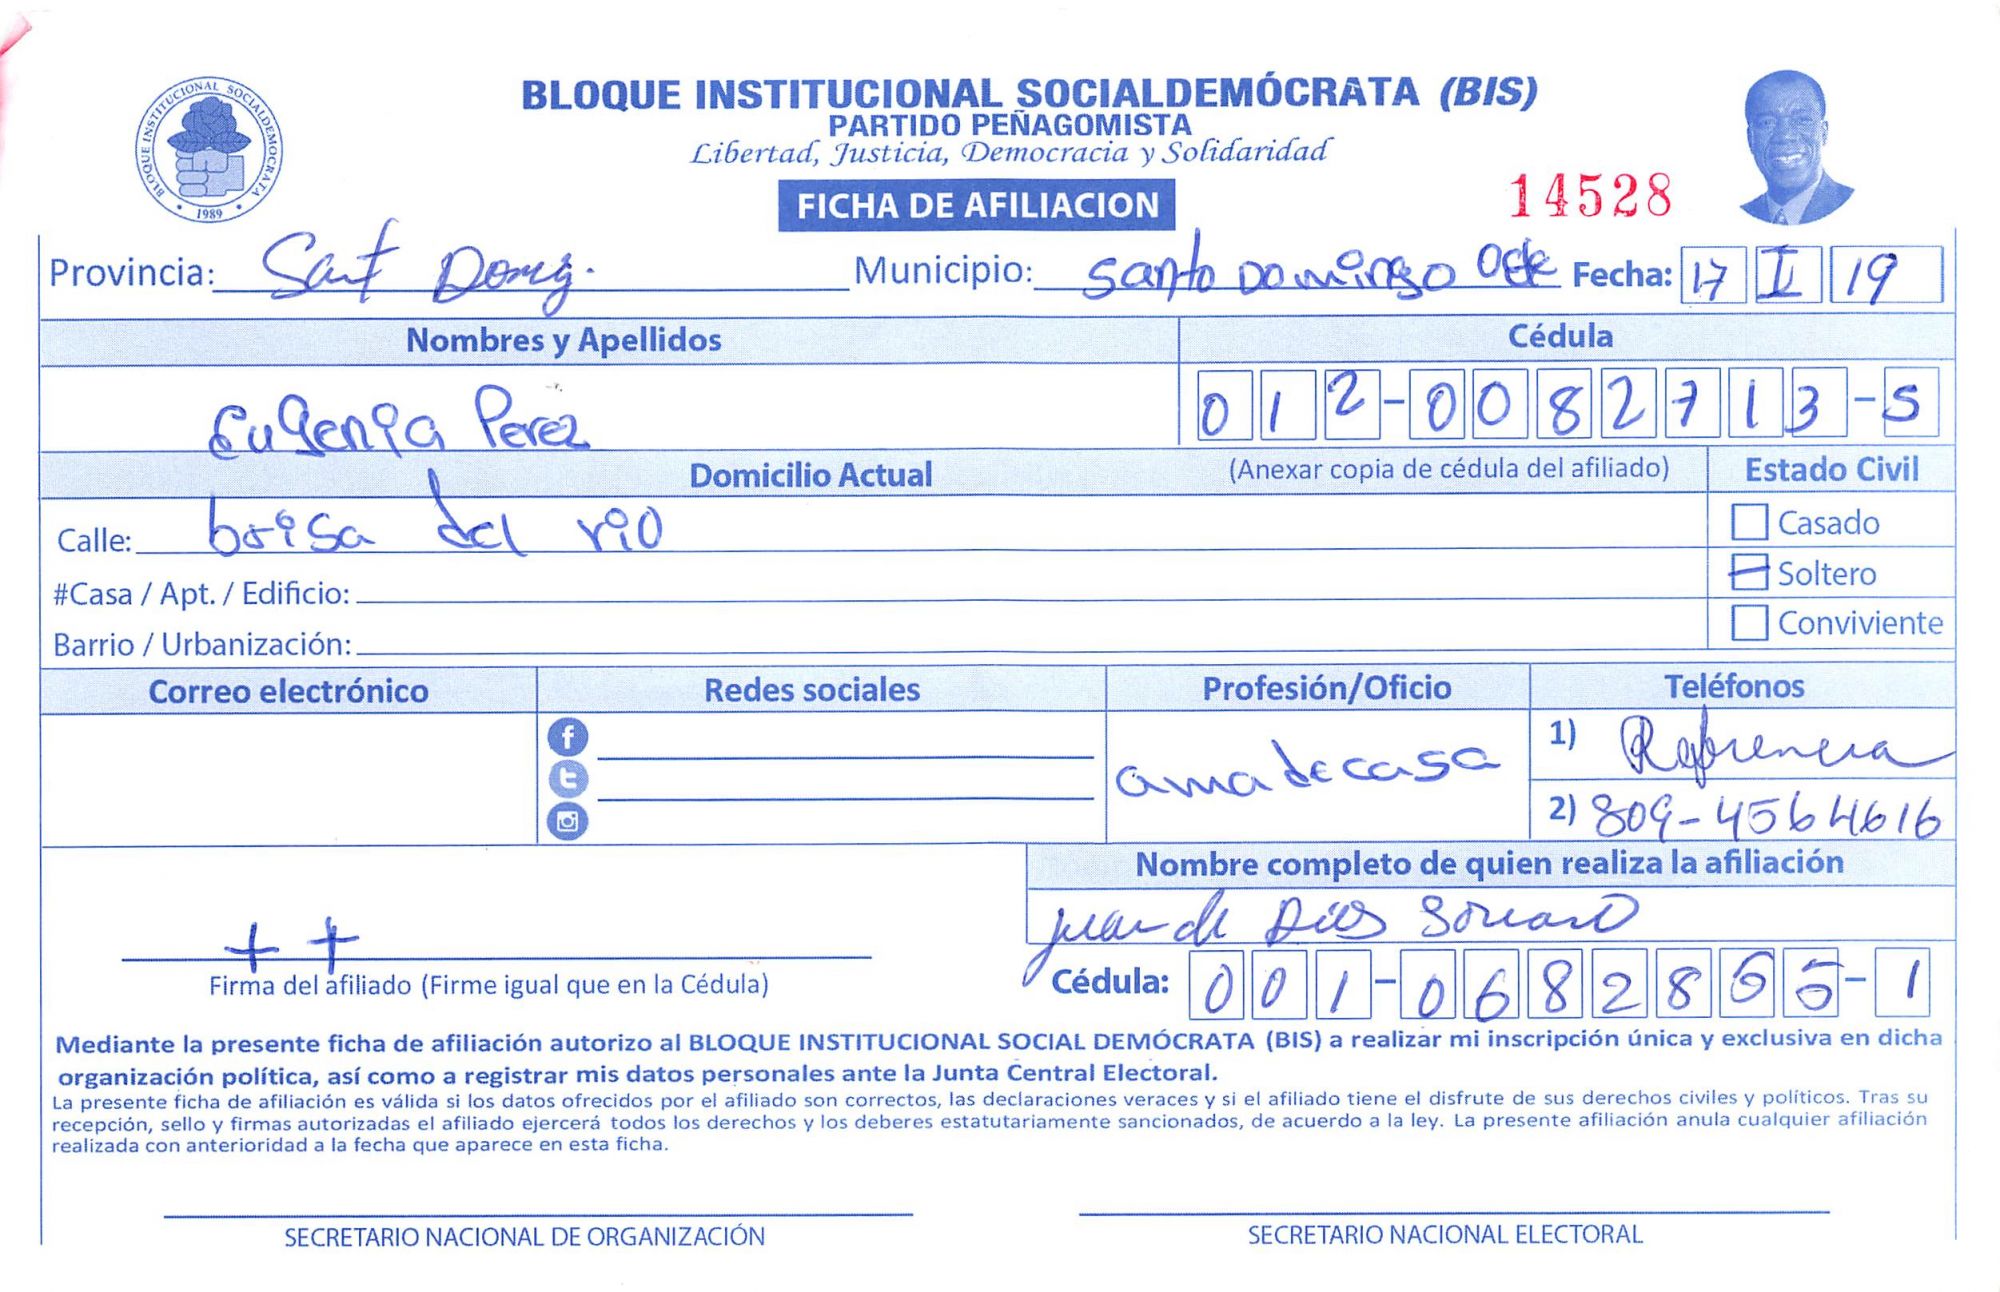 BLOQUE INSTITUCIONAL SOCIALDEMÓCRATA (BIS)
PARTIDO PEÑAGOMISTA
Libertad, Justicia, Democracia y Solidaridad
BLOQUE INSTITUCIONAL SOCIALDEMOCRATA
1989
FICHA DE AFILIACION
14528
Provincia: Sant Domg. Municipio: Santo Domingo Fecha: 17 I 19
Nombres y Apellidos Cédula
Eugenia Perez 012-0082713-5
Domicilio Actual (Anexar copia de cédula del afiliado) Estado Civil
Calle: brisa del rio Casado
#Casa / Apt. / Edificio: Soltero
Barrio / Urbanización: Conviviente
Correo electrónico Redes sociales Profesión/Oficio Teléfonos
ama de casa 1) Referencia
2) 809-4564616
Nombre completo de quien realiza la afiliación
Juan de Dios Soriano
Firma del afiliado (Firme igual que en la Cédula) Cédula: 001-0682855-1
Mediante la presente ficha de afiliación autorizo al BLOQUE INSTITUCIONAL SOCIAL DEMÓCRATA (BIS) a realizar mi inscripción única y exclusiva en dicha
organización política, así como a registrar mis datos personales ante la Junta Central Electoral.
La presente ficha de afiliación es válida si los datos ofrecidos por el afiliado son correctos, las declaraciones veraces y si el afiliado tiene el disfrute de sus derechos civiles y políticos. Tras su
recepción, sello y firmas autorizadas el afiliado ejercerá todos los derechos y los deberes estatutariamente sancionados, de acuerdo a la ley. La presente afiliación anula cualquier afiliación
realizada con anterioridad a la fecha que aparece en esta ficha.
SECRETARIO NACIONAL DE ORGANIZACIÓN SECRETARIO NACIONAL ELECTORAL